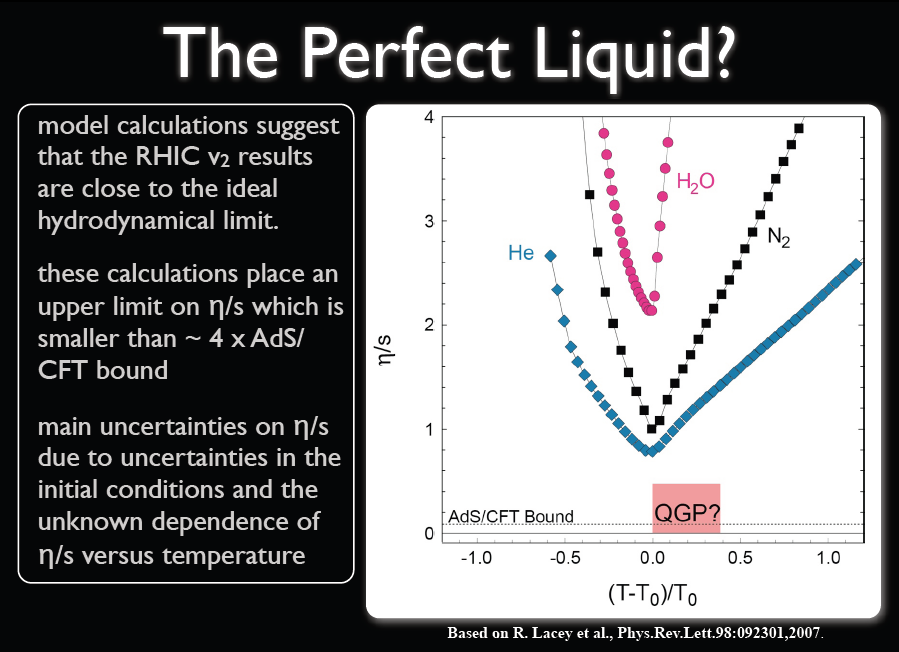 The Perfect Liquid?
model calculations suggest
that the RHIC v₂ results
are close to the ideal
hydrodynamical limit.
these calculations place an
upper limit on η/s which is
smaller than ~ 4 x AdS/
CFT bound
main uncertainties on η/s
due to uncertainties in the
initial conditions and the
unknown dependence of
η/s versus temperature
4
3
2
1
0
η/s
He
H₂O
N₂
AdS/CFT Bound
QGP?
-1.0 -0.5 0.0 0.5 1.0
(T-T₀)/T₀
Based on R. Lacey et al., Phys.Rev.Lett.98:092301,2007.